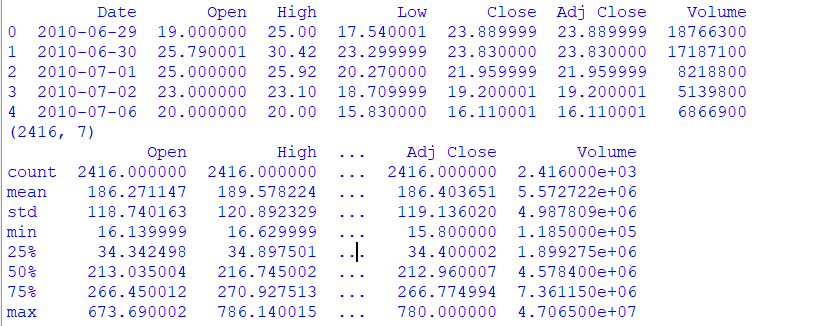 Date       Open   High        Low      Close  Adj Close    Volume
0  2010-06-29  19.000000  25.00  17.540001  23.889999  23.889999  18766300
1  2010-06-30  25.790001  30.42  23.299999  23.830000  23.830000  17187100
2  2010-07-01  25.000000  25.92  20.270000  21.959999  21.959999   8218800
3  2010-07-02  23.000000  23.10  18.709999  19.200001  19.200001   5139800
4  2010-07-06  20.000000  20.00  15.830000  16.110001  16.110001   6866900
(2416, 7)
              Open         High  ...    Adj Close        Volume
count  2416.000000  2416.000000  ...  2416.000000  2.416000e+03
mean    186.271147   189.578224  ...   186.403651  5.572722e+06
std     118.740163   120.892329  ...   119.136020  4.987809e+06
min      16.139999    16.629999  ...    15.800000  1.185000e+05
25%      34.342498    34.897501  ...    34.400002  1.899275e+06
50%     213.035004   216.745002  ...   212.960007  4.578400e+06
75%     266.450012   270.927513  ...   266.774994  7.361150e+06
max     673.690002   786.140015  ...   780.000000  4.706500e+07